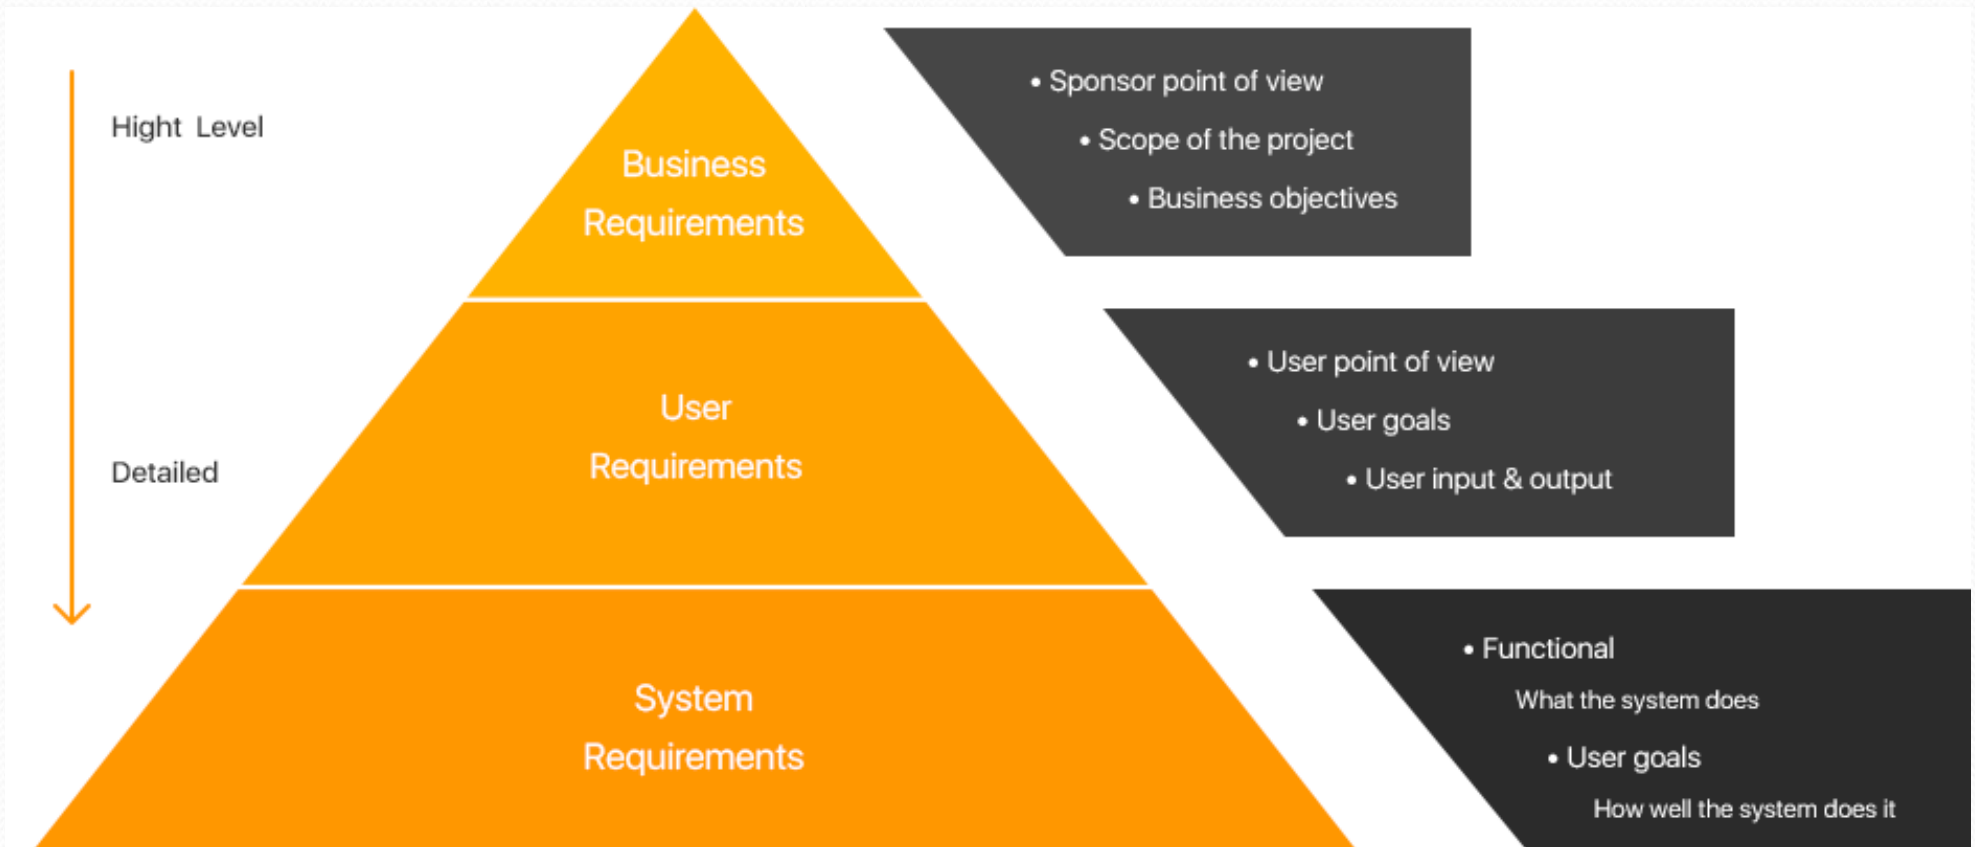 Hight Level
Detailed
Business
Requirements
• Sponsor point of view
• Scope of the project
• Business objectives
User
Requirements
• User point of view
• User goals
• User input & output
System
Requirements
• Functional
What the system does
• User goals
How well the system does it